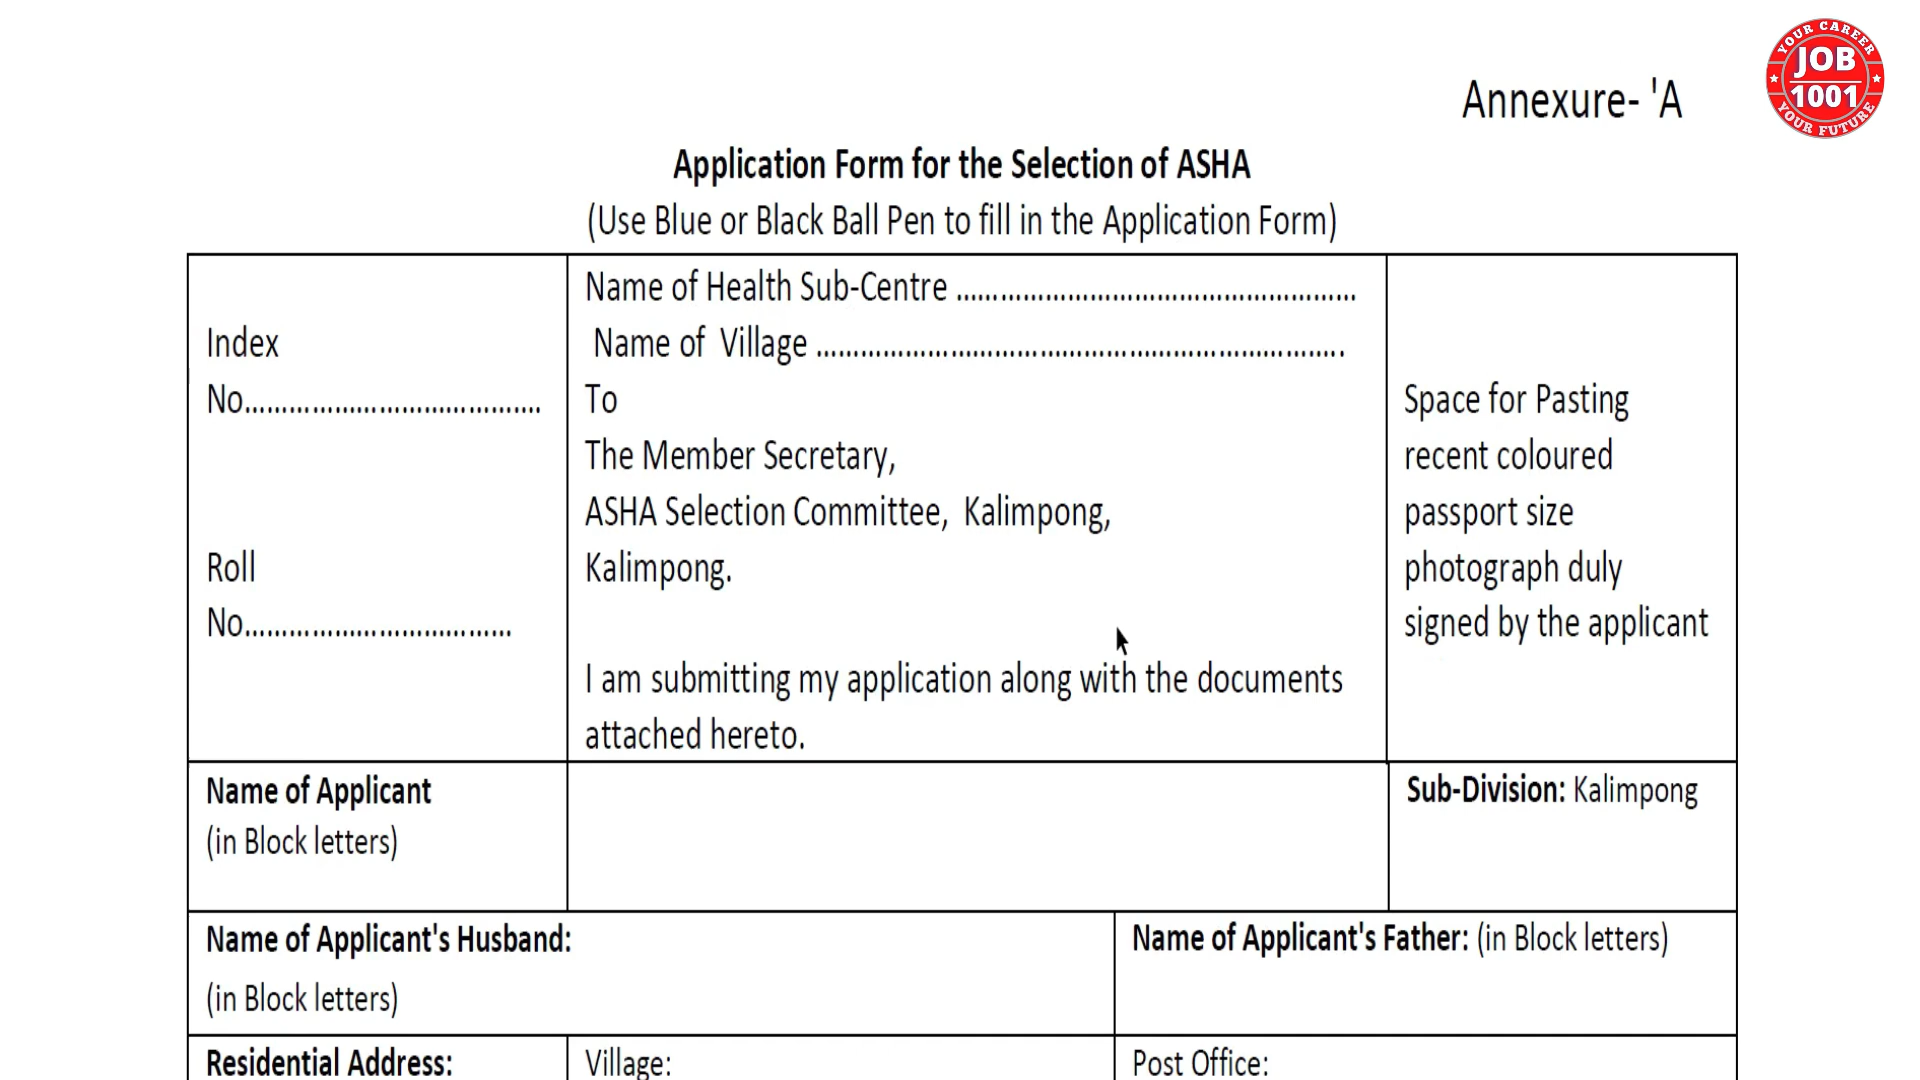 YOUR CAREER
JOB
1001
YOUR FUTURE
Annexure- 'A
Application Form for the Selection of ASHA
(Use Blue or Black Ball Pen to fill in the Application Form)
Index
No........................................
Roll
No....................................
Name of Health Sub-Centre ......................................................
Name of  Village .......................................................................
To
The Member Secretary,
ASHA Selection Committee,  Kalimpong,
Kalimpong.
I am submitting my application along with the documents
attached hereto.
Space for Pasting
recent coloured
passport size
photograph duly
signed by the applicant
Name of Applicant
(in Block letters)
Sub-Division: Kalimpong
Name of Applicant's Husband:
(in Block letters)
Name of Applicant's Father: (in Block letters)
Residential Address:
Village:
Post Office: